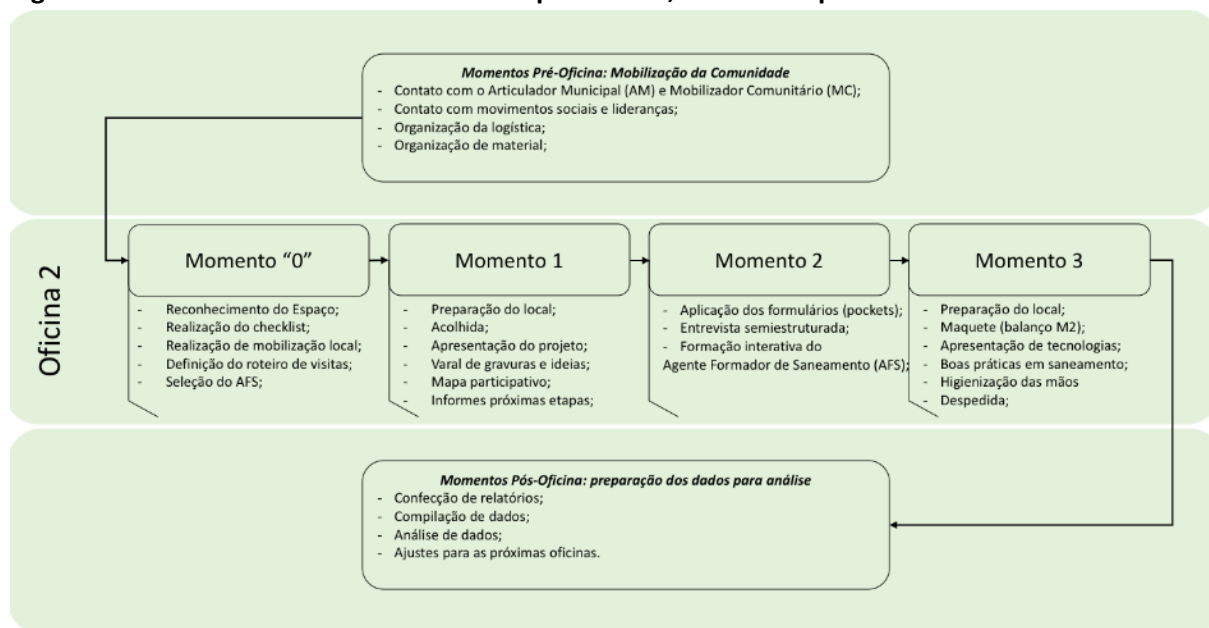 Momentos Pré-Oficina: Mobilização da Comunidade
- Contato com o Articulador Municipal (AM) e Mobilizador Comunitário (MC);
- Contato com movimentos sociais e lideranças;
- Organização da logística;
- Organização de material;
Oficina 2
Momento “0”
- Reconhecimento do Espaço;
- Realização do checklist;
- Realização de mobilização local;
- Definição do roteiro de visitas;
- Seleção do AFS;
Momento 1
- Preparação do local;
- Acolhida;
- Apresentação do projeto;
- Varal de gravuras e ideias;
- Mapa participativo;
- Informes próximas etapas;
Momento 2
- Aplicação dos formulários (pockets);
- Entrevista semiestruturada;
- Formação interativa do
Agente Formador de Saneamento (AFS);
Momento 3
- Preparação do local;
- Maquete (balanço M2);
- Apresentação de tecnologias;
- Boas práticas em saneamento;
- Higienização das mãos
- Despedida;
Momentos Pós-Oficina: preparação dos dados para análise
- Confecção de relatórios;
- Compilação de dados;
- Análise de dados;
- Ajustes para as próximas oficinas.